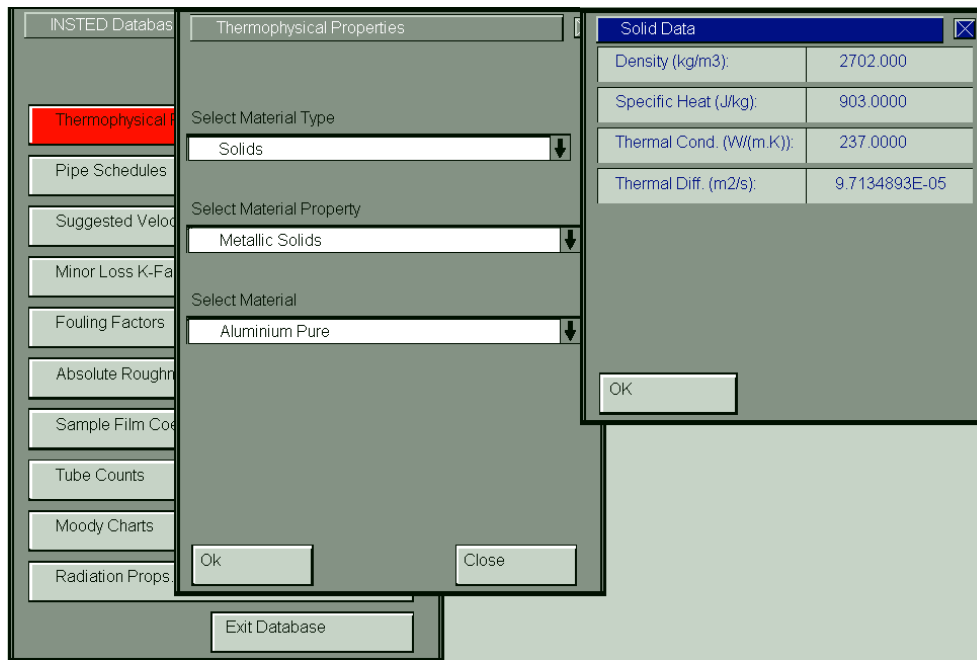 INSTED Databas
Thermophysical P
Pipe Schedules
Suggested Veloc
Minor Loss K-Fa
Fouling Factors
Absolute Roughn
Sample Film Coe
Tube Counts
Moody Charts
Radiation Props.
Exit Database
Thermophysical Properties
Select Material Type
Solids
Select Material Property
Metallic Solids
Select Material
Aluminium Pure
Ok
Close
Solid Data
Density (kg/m3): 2702.000
Specific Heat (J/kg): 903.0000
Thermal Cond. (W/(m.K)): 237.0000
Thermal Diff. (m2/s): 9.7134893E-05
OK